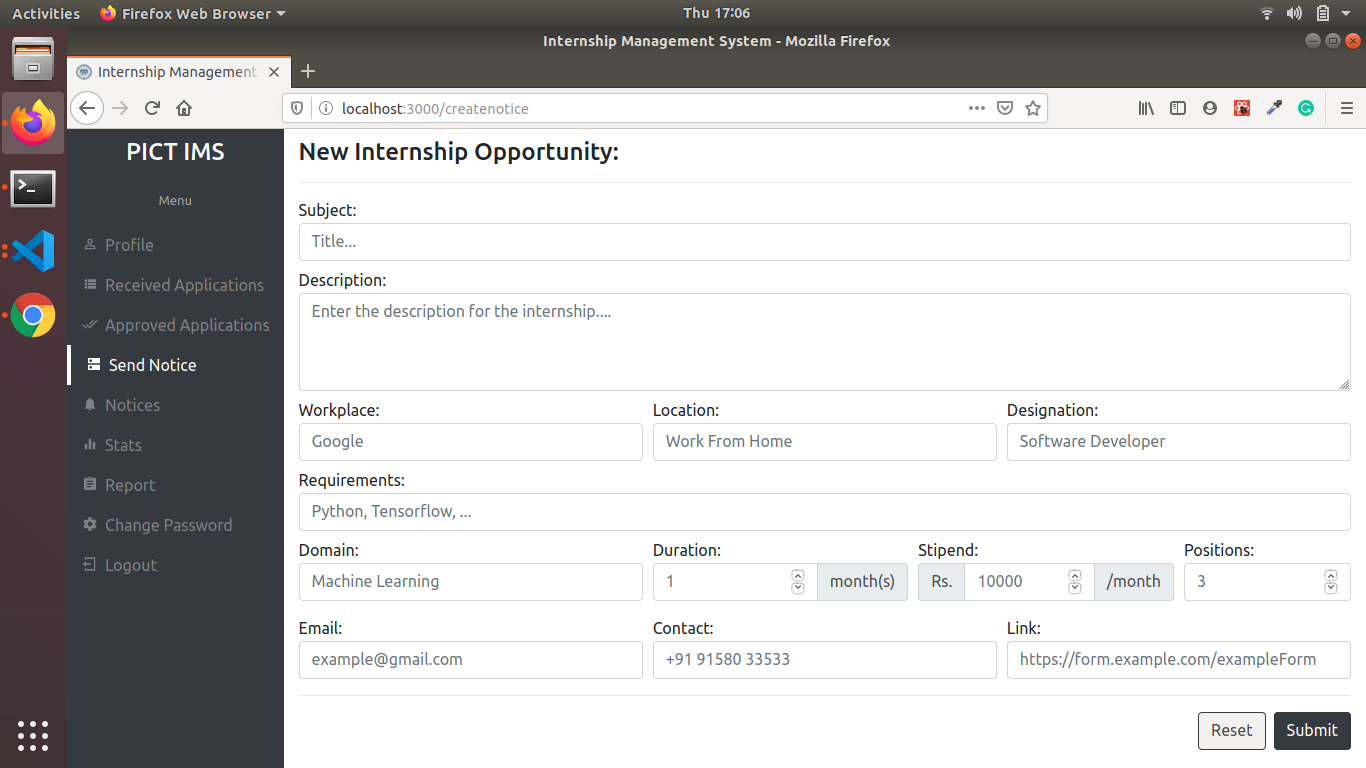 Activities Firefox Web Browser Thu 17:06
Internship Management System - Mozilla Firefox
Internship Management
localhost:3000/createnotice
PICT IMS
Menu
Profile
Received Applications
Approved Applications
Send Notice
Notices
Stats
Report
Change Password
Logout
New Internship Opportunity:
Subject:
Title...
Description:
Enter the description for the internship....
Workplace: Location: Designation:
Google Work From Home Software Developer
Requirements:
Python, Tensorflow, ...
Domain: Duration: Stipend: Positions:
Machine Learning 1 month(s) Rs. 10000 /month 3
Email: Contact: Link:
example@gmail.com +91 91580 33533 https://form.example.com/exampleForm
Reset Submit